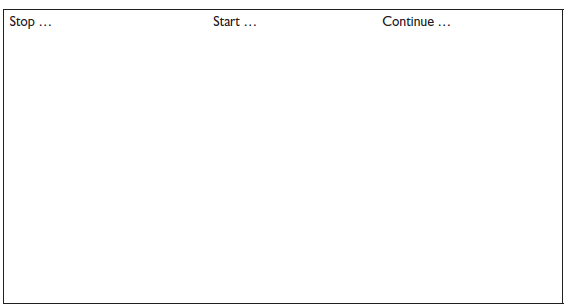 Stop … Start … Continue …